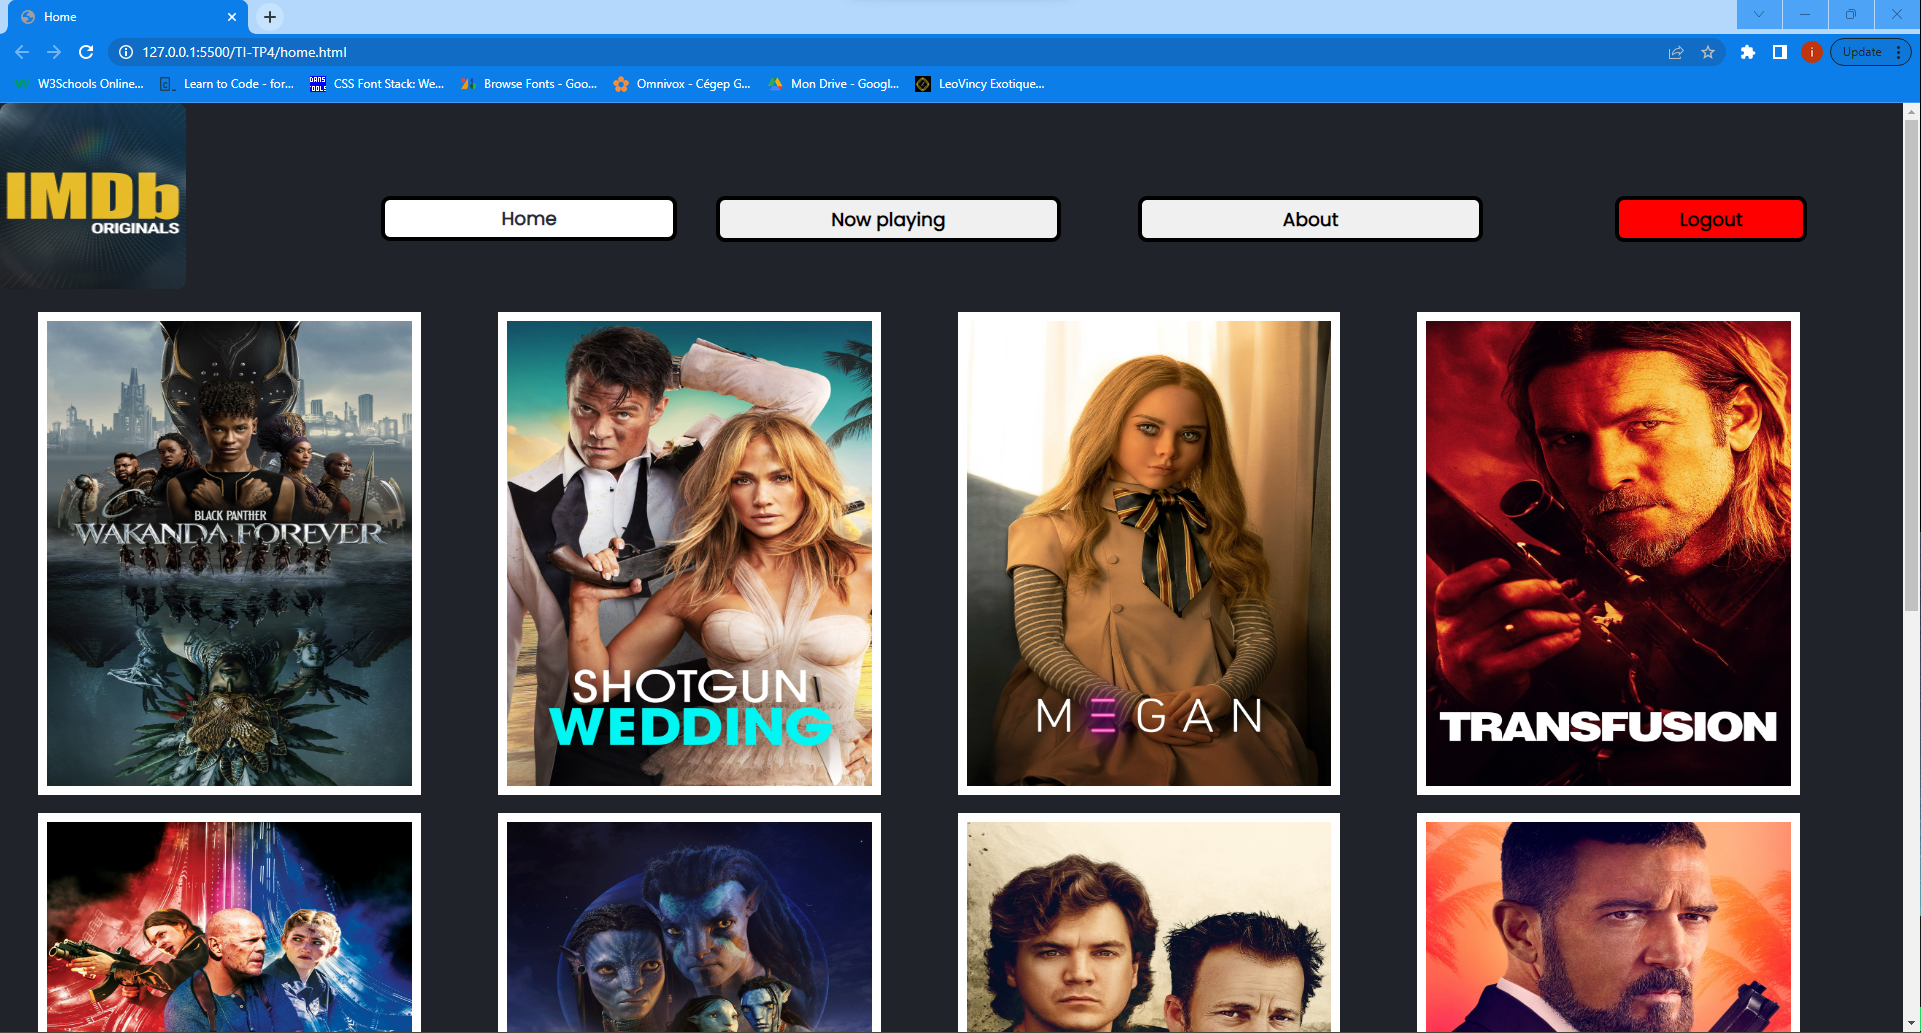 Home
127.0.0.1:5500/TI-TP4/home.html
Update
W3Schools Online... Learn to Code - for... CSS Font Stack: We... Browse Fonts - Goo... Omnivox - Cégep G... Mon Drive - Googl... LeoVincy Exotique...
IMDb
ORIGINALS
Home Now playing About Logout
BLACK PANTHER
WAKANDA FOREVER
SHOTGUN
WEDDING
M Ξ G A N
TRANSFUSION